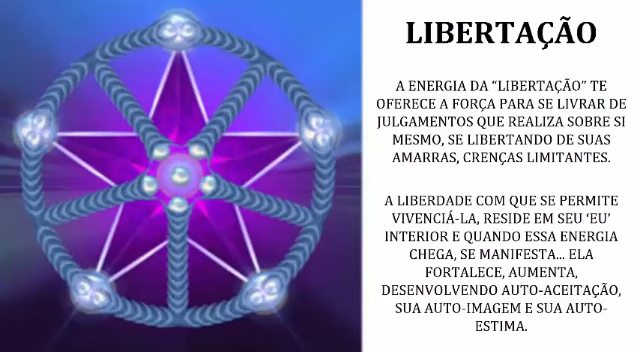 LIBERTAÇÃO
A ENERGIA DA “LIBERTAÇÃO” TE
OFERECE A FORÇA PARA SE LIVRAR DE
JULGAMENTOS QUE REALIZA SOBRE SI
MESMO, SE LIBERTANDO DE SUAS
AMARRAS, CRENÇAS LIMITANTES.
A LIBERDADE COM QUE SE PERMITE
VIVENCIÁ-LA, RESIDE EM SEU ‘EU’
INTERIOR E QUANDO ESSA ENERGIA
CHEGA, SE MANIFESTA... ELA
FORTALECE, AUMENTA,
DESENVOLVENDO AUTO-ACEITAÇÃO,
SUA AUTO-IMAGEM E SUA AUTO-
ESTIMA.